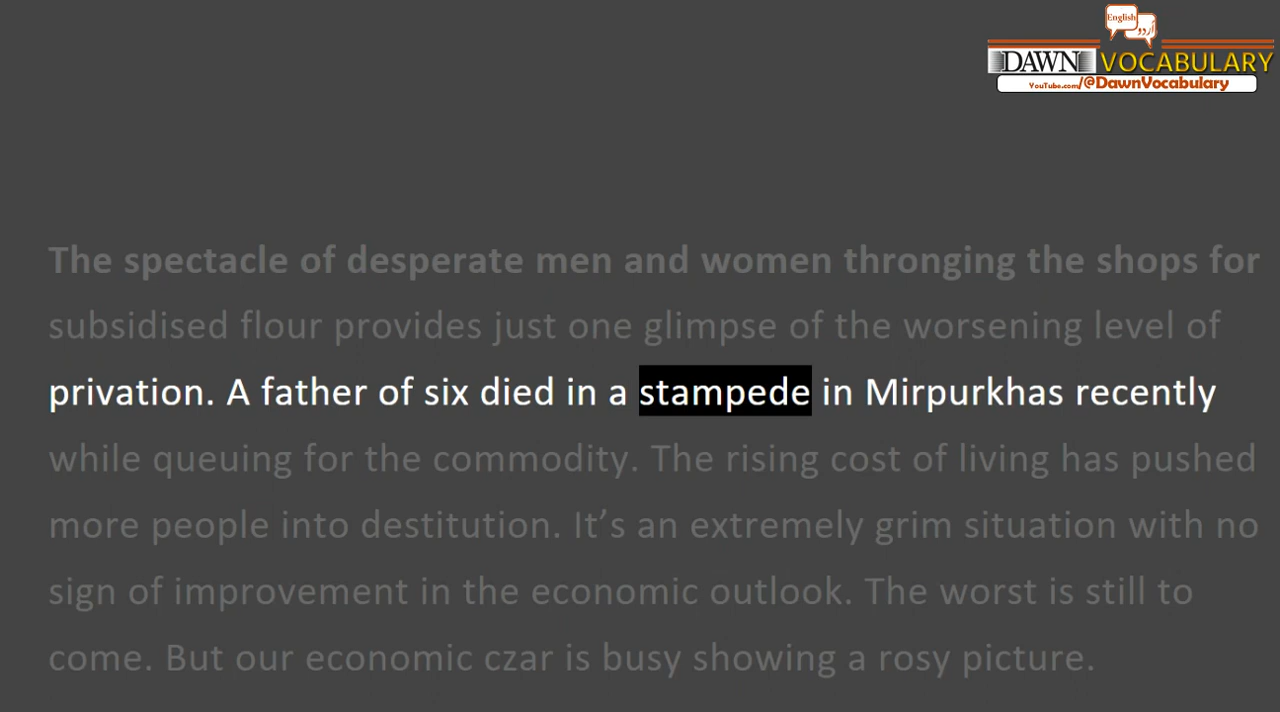 English
اردو
DAWN VOCABULARY
YouTube.com/@DawnVocabulary
The spectacle of desperate men and women thronging the shops for
subsidised flour provides just one glimpse of the worsening level of
privation. A father of six died in a stampede in Mirpurkhas recently
while queuing for the commodity. The rising cost of living has pushed
more people into destitution. It’s an extremely grim situation with no
sign of improvement in the economic outlook. The worst is still to
come. But our economic czar is busy showing a rosy picture.